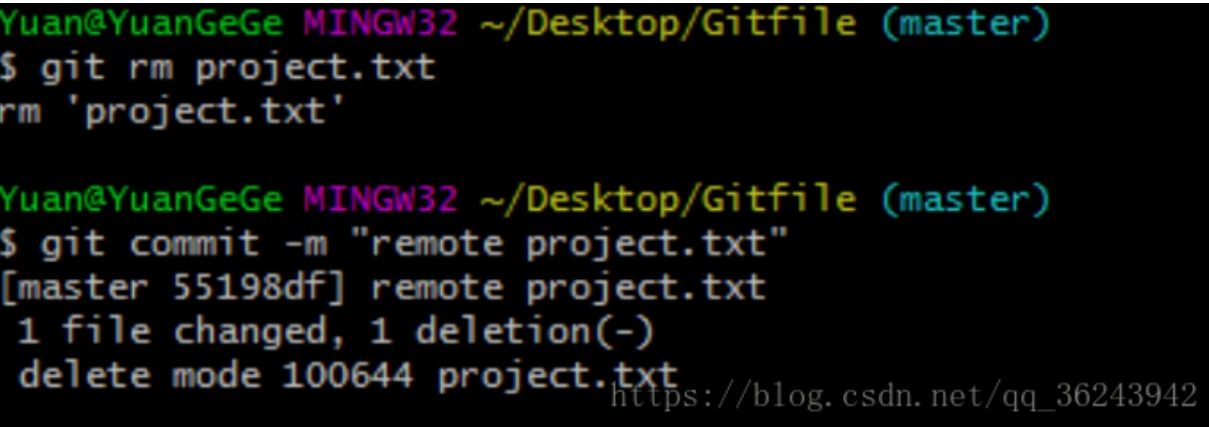 Yuan@YuanGeGe MINGW32 ~/Desktop/Gitfile (master)
$ git rm project.txt
rm 'project.txt'
Yuan@YuanGeGe MINGW32 ~/Desktop/Gitfile (master)
$ git commit -m "remote project.txt"
[master 55198df] remote project.txt
1 file changed, 1 deletion(-)
delete mode 100644 project.txt
https://blog.csdn.net/qq_36243942